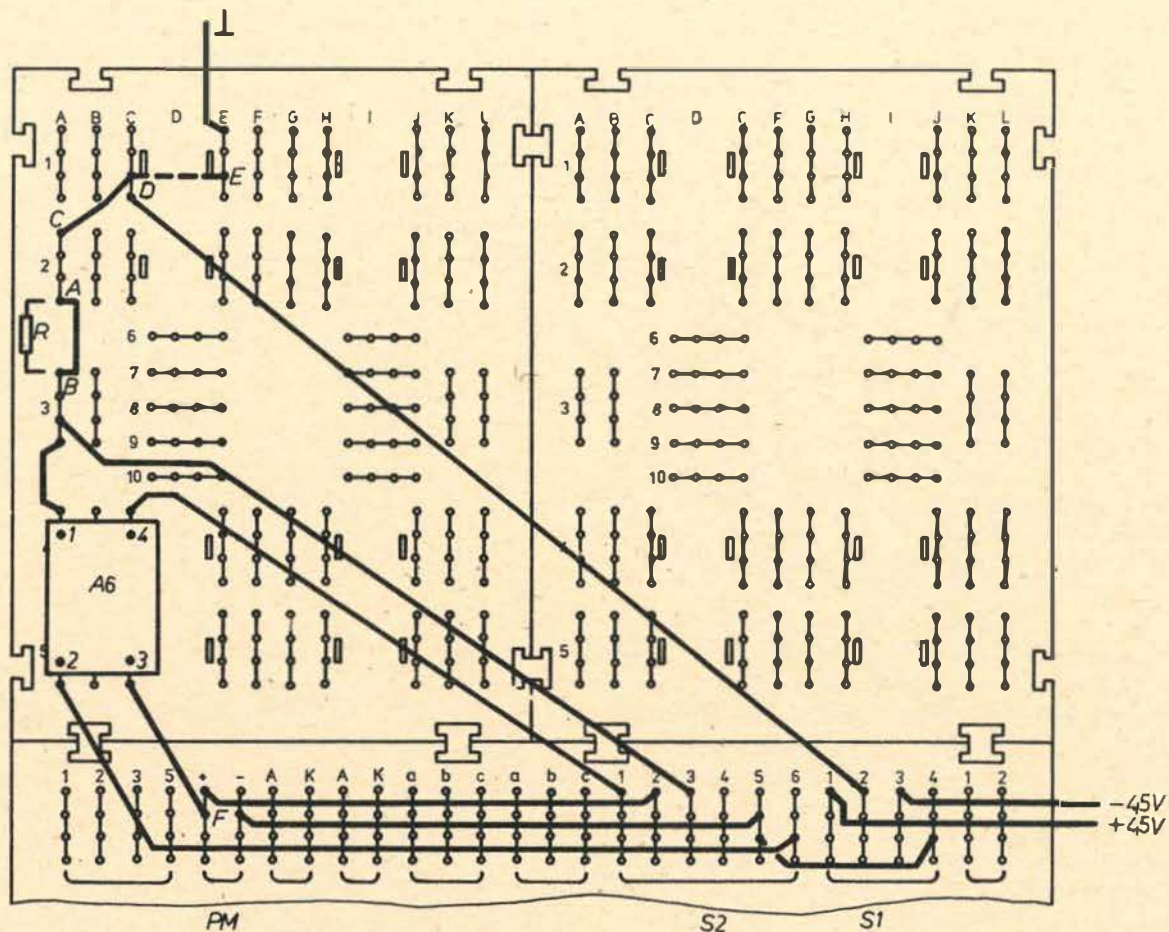 ⊥
A B C D E F G H I J K L A B C D C F G H I J K L
1 1
D E
C
2 2
A
R 6 6
B 7 7
3 8 3 8
9 9
10 10
1 4
A6
5 5
2 3
1 2 3 5 + - A K A K a b c a b c 1 2 3 4 5 6 1 2 3 4 1 2
-45V
F +45V
PM S2 S1